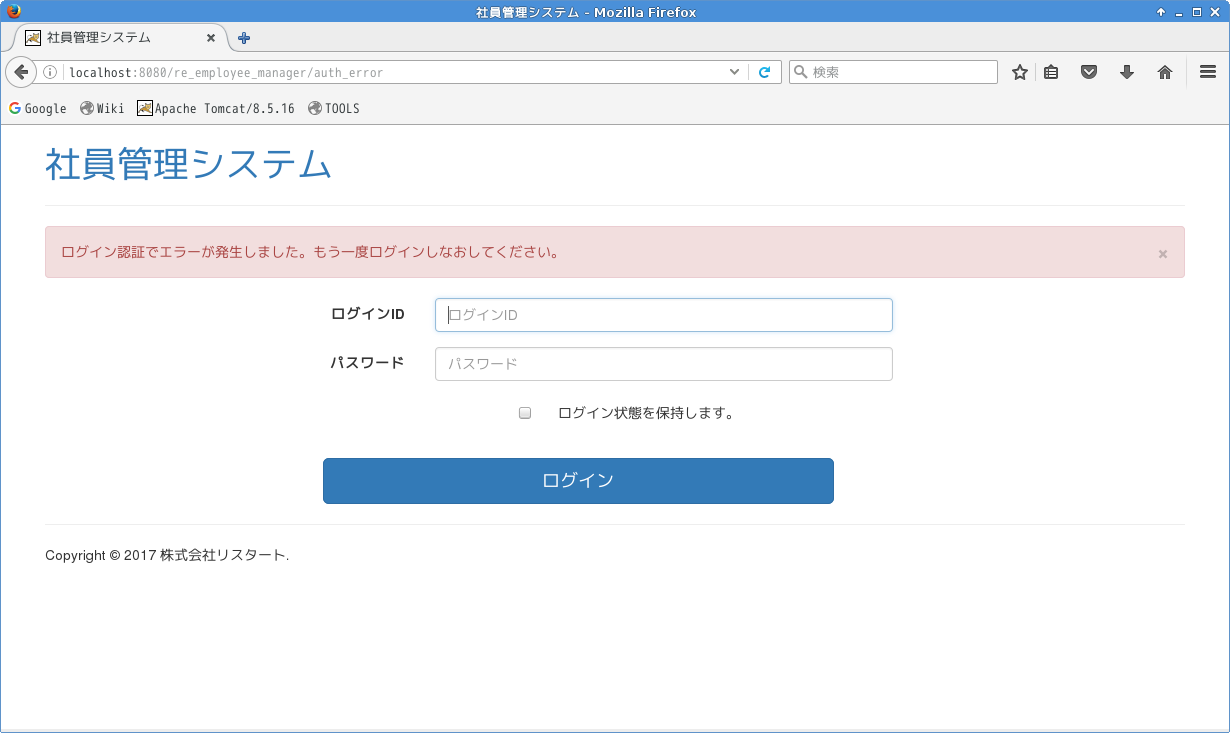 社員管理システム - Mozilla Firefox
社員管理システム
localhost:8080/re_employee_manager/auth_error
検索
Google Wiki Apache Tomcat/8.5.16 TOOLS
社員管理システム
ログイン認証でエラーが発生しました。もう一度ログインしなおしてください。 ×
ログインID ログインID
パスワード パスワード
ログイン状態を保持します。
ログイン
Copyright © 2017 株式会社リスタート.